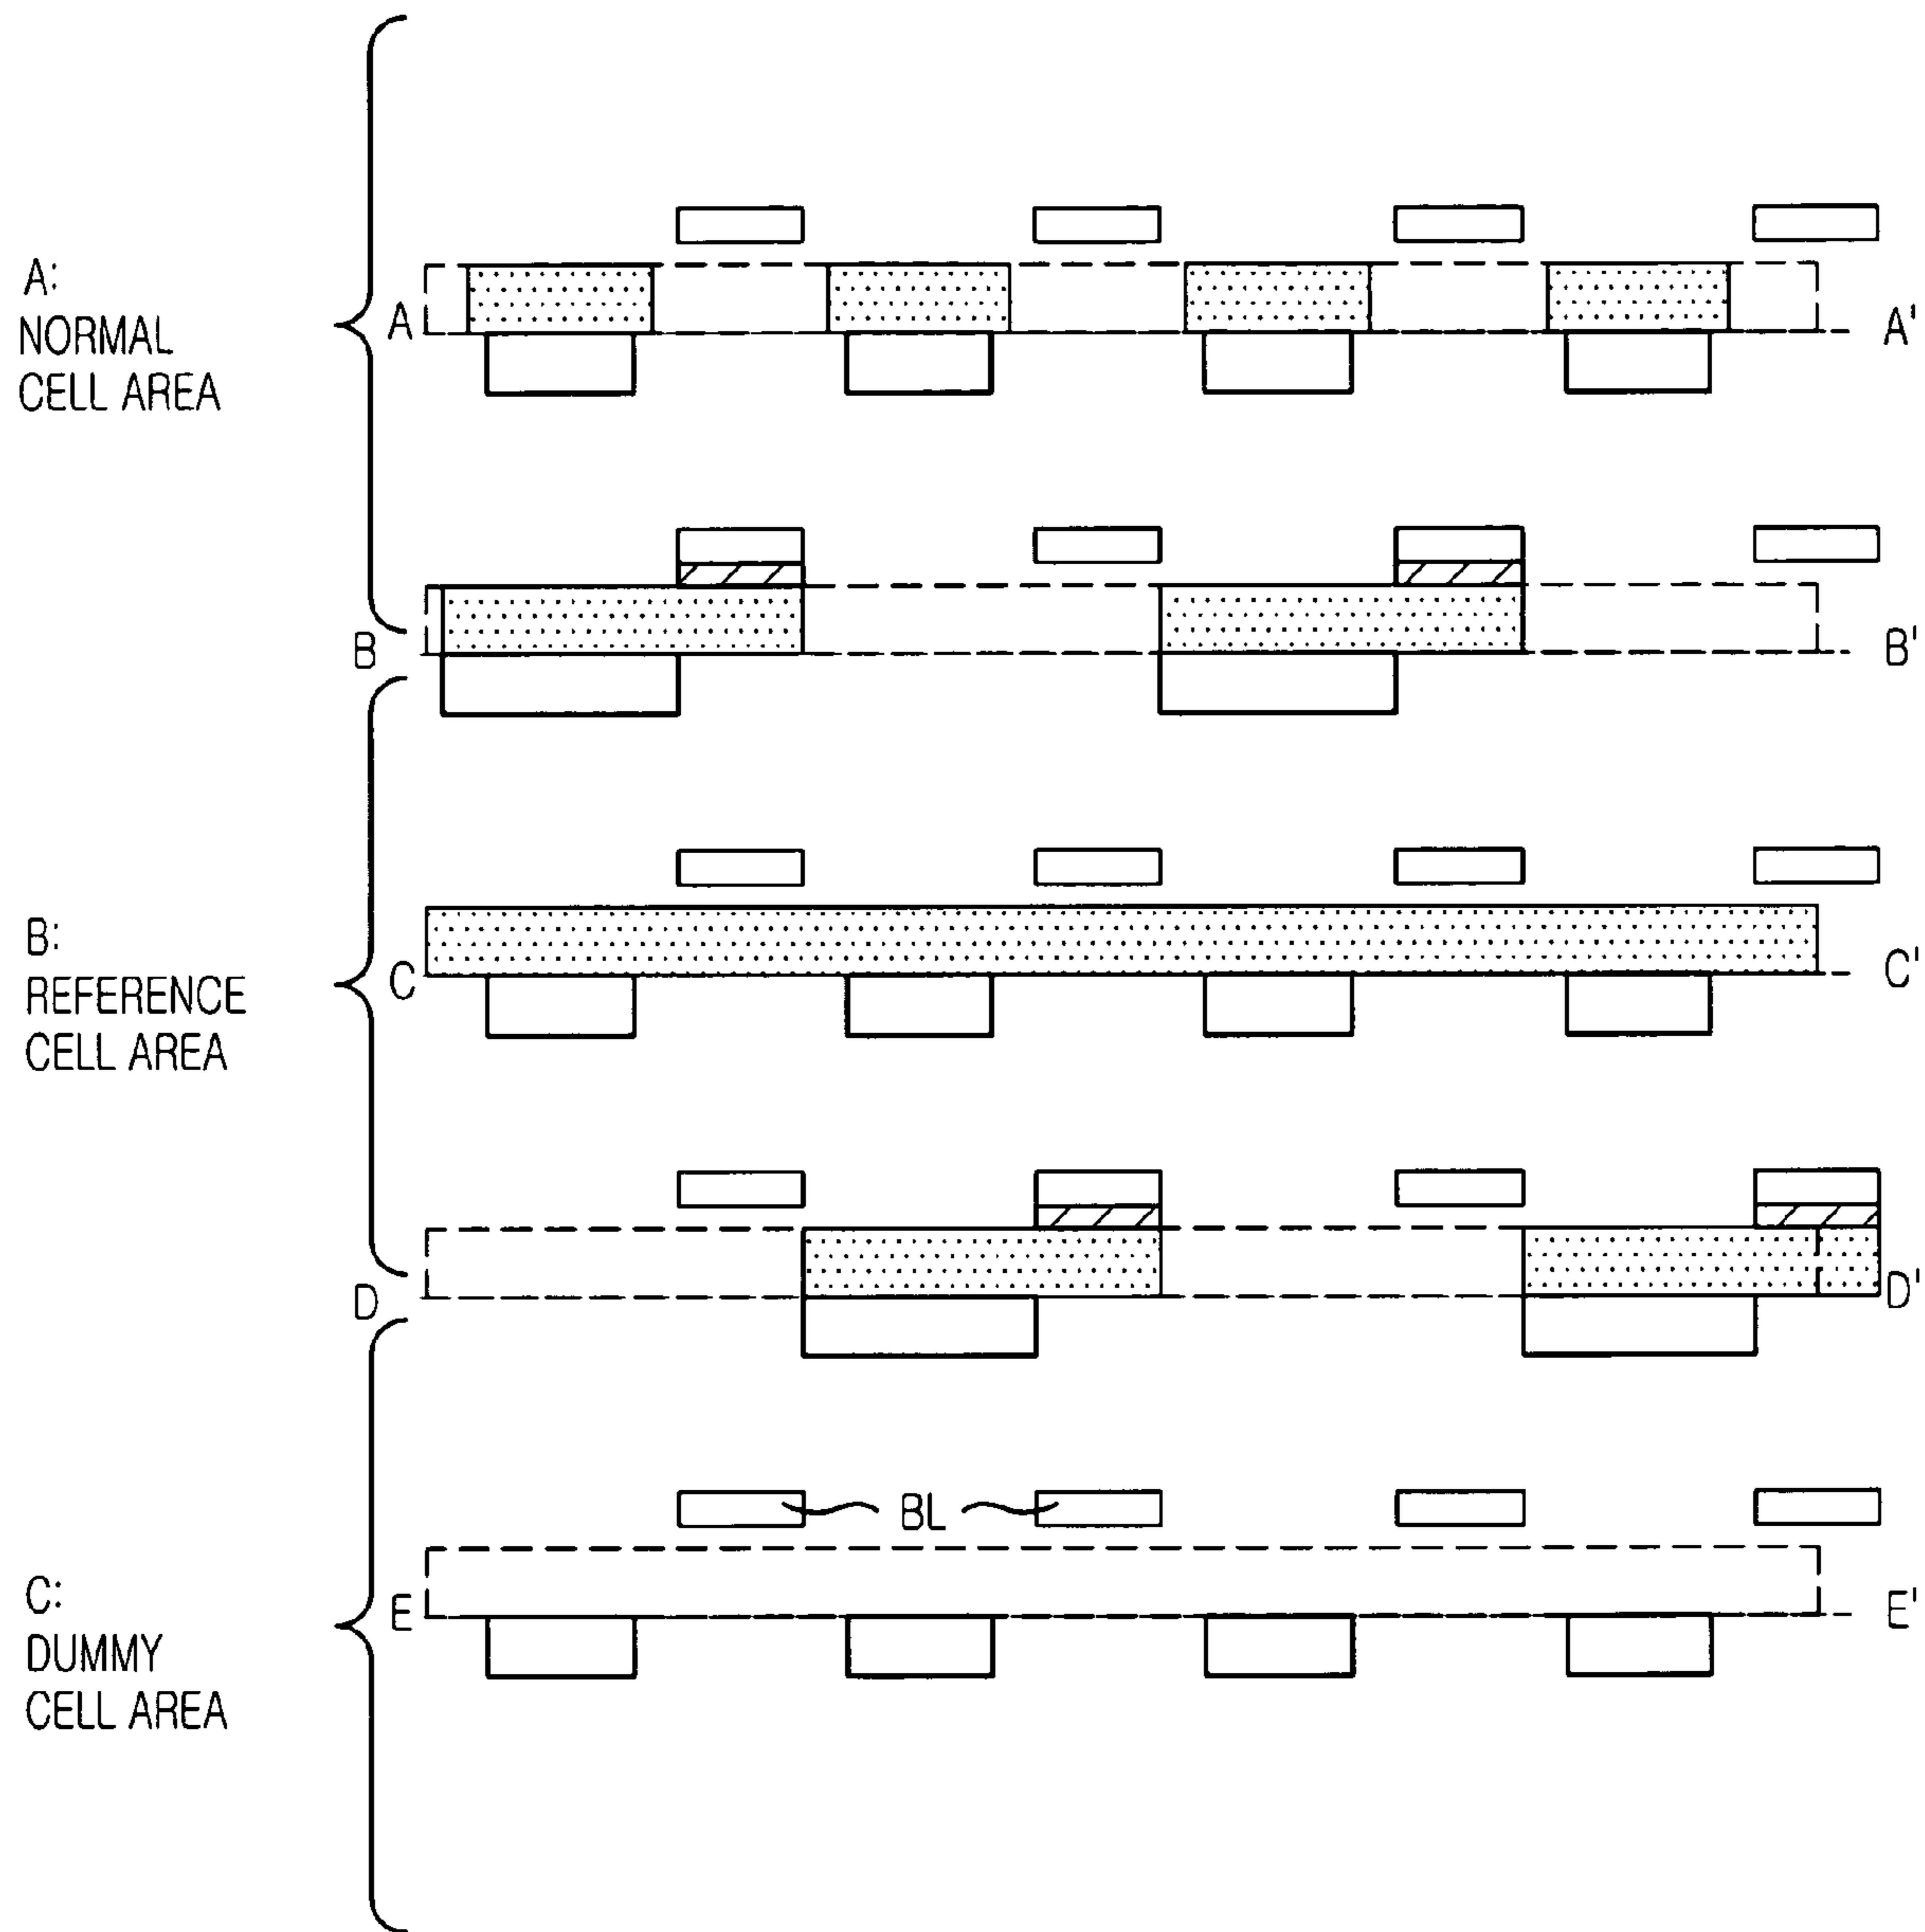 A:
NORMAL
CELL AREA
A A'
B B'
B:
REFERENCE
CELL AREA
C C'
D D'
BL
C:
DUMMY
CELL AREA
E E'